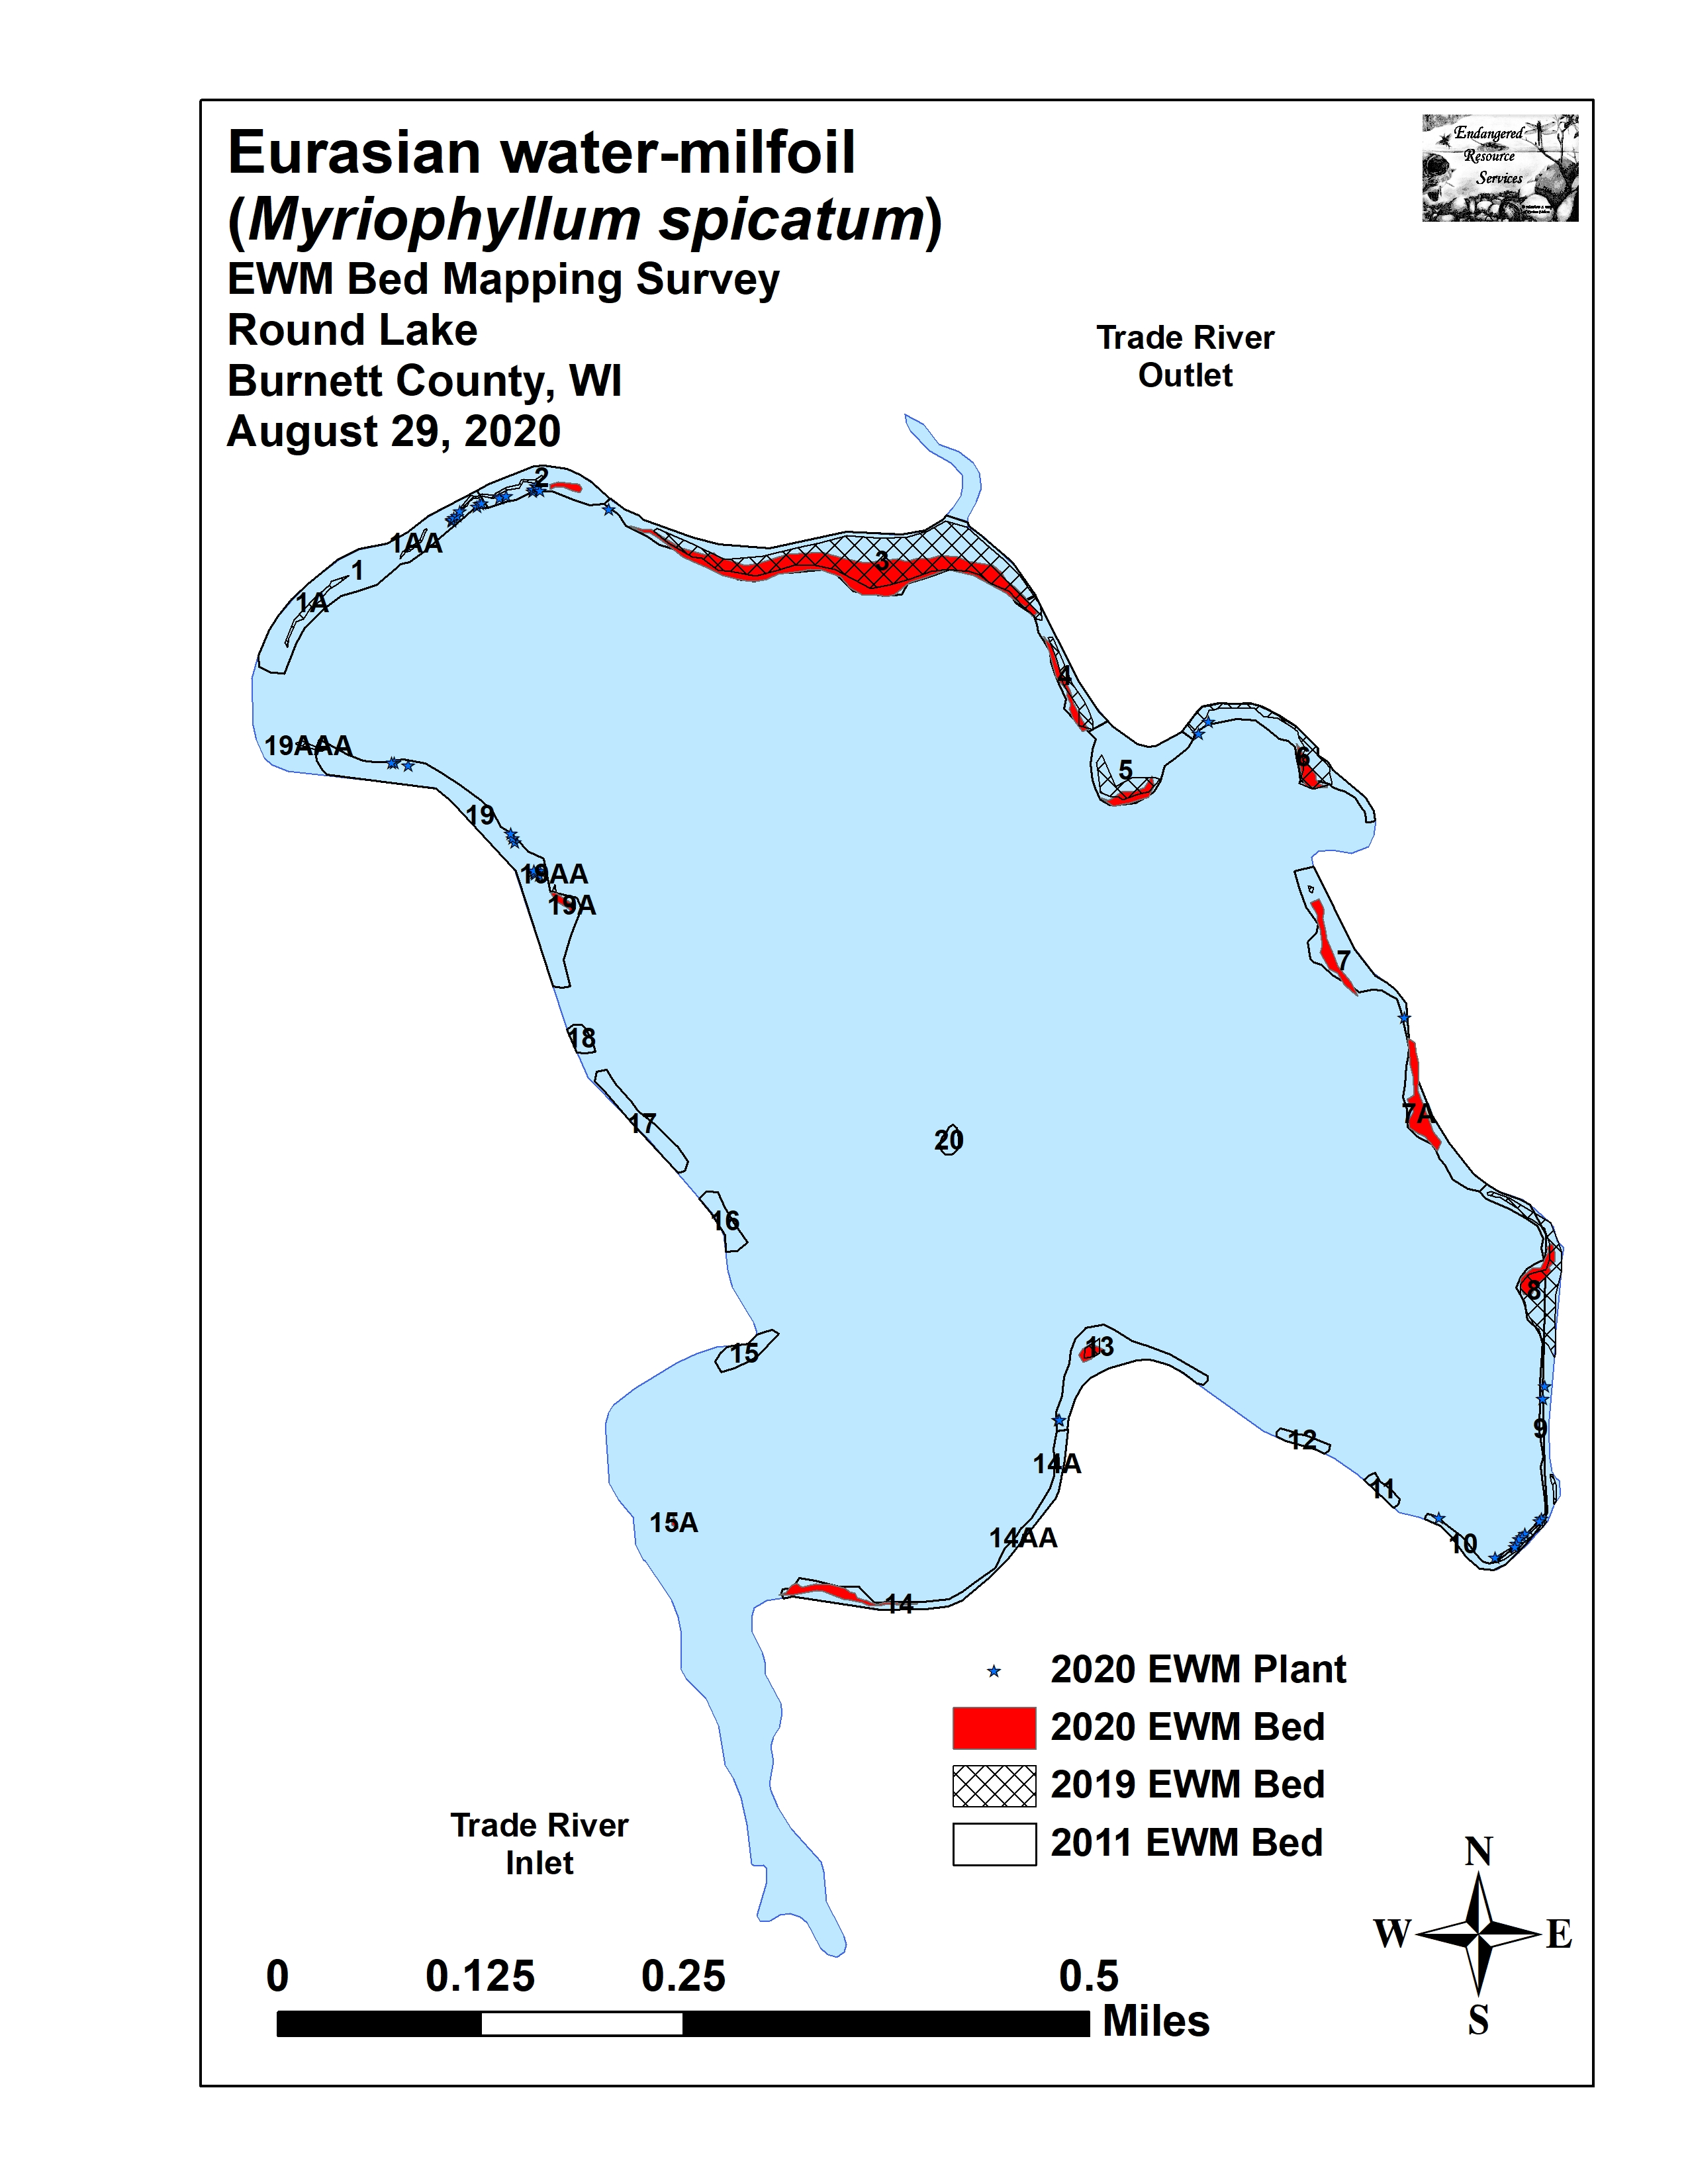 Eurasian water-milfoil
(Myriophyllum spicatum)
EWM Bed Mapping Survey
Round Lake
Burnett County, WI
August 29, 2020
Endangered
Resource
Services
Trade River
Outlet
2
1AA
1
1A
3
4
5
6
19AAA
19
19AA
19A
7
18
17
7A
20
16
8
13
15
9
12
14A
11
15A
14AA
10
14
2020 EWM Plant
2020 EWM Bed
2019 EWM Bed
2011 EWM Bed
Trade River
Inlet
N
W E
S
0 0.125 0.25 0.5
Miles